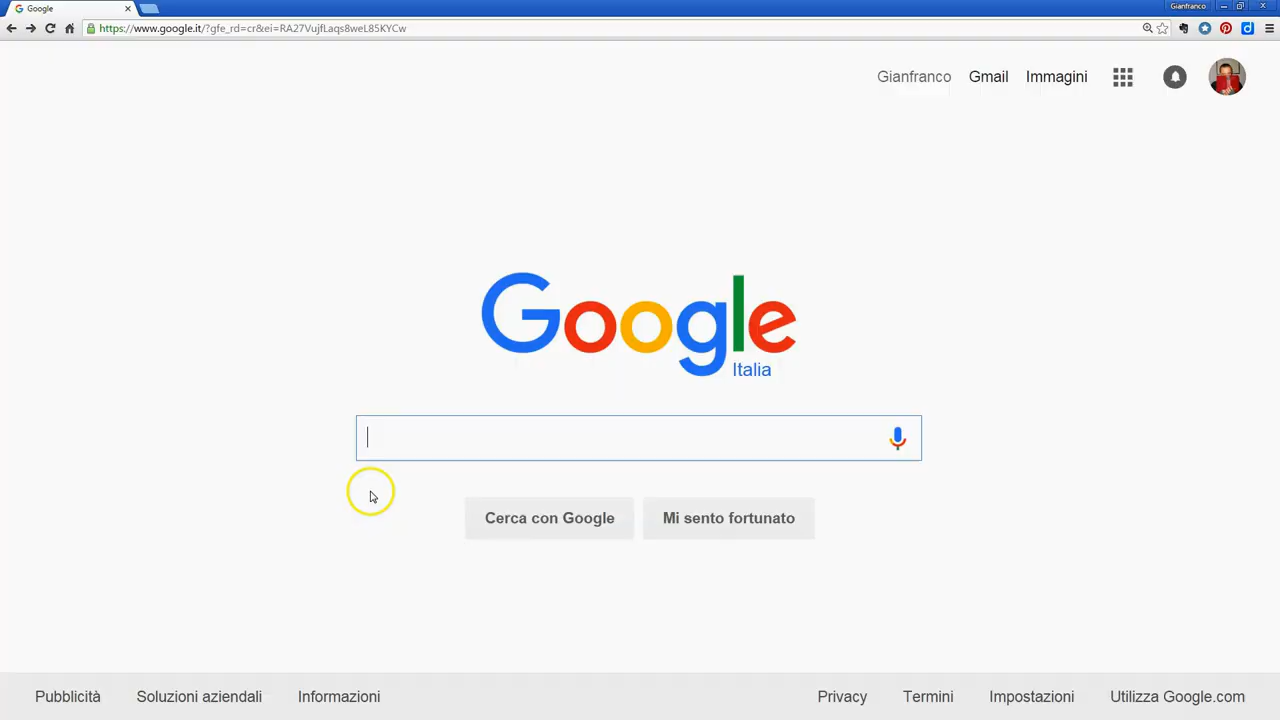 Google
Gianfranco
https://www.google.it/?gfe_rd=cr&ei=RA27VujfLaqs8weL85KYCw
Gianfranco Gmail Immagini
Google
Italia
Cerca con Google Mi sento fortunato
Pubblicità Soluzioni aziendali Informazioni Privacy Termini Impostazioni Utilizza Google.com